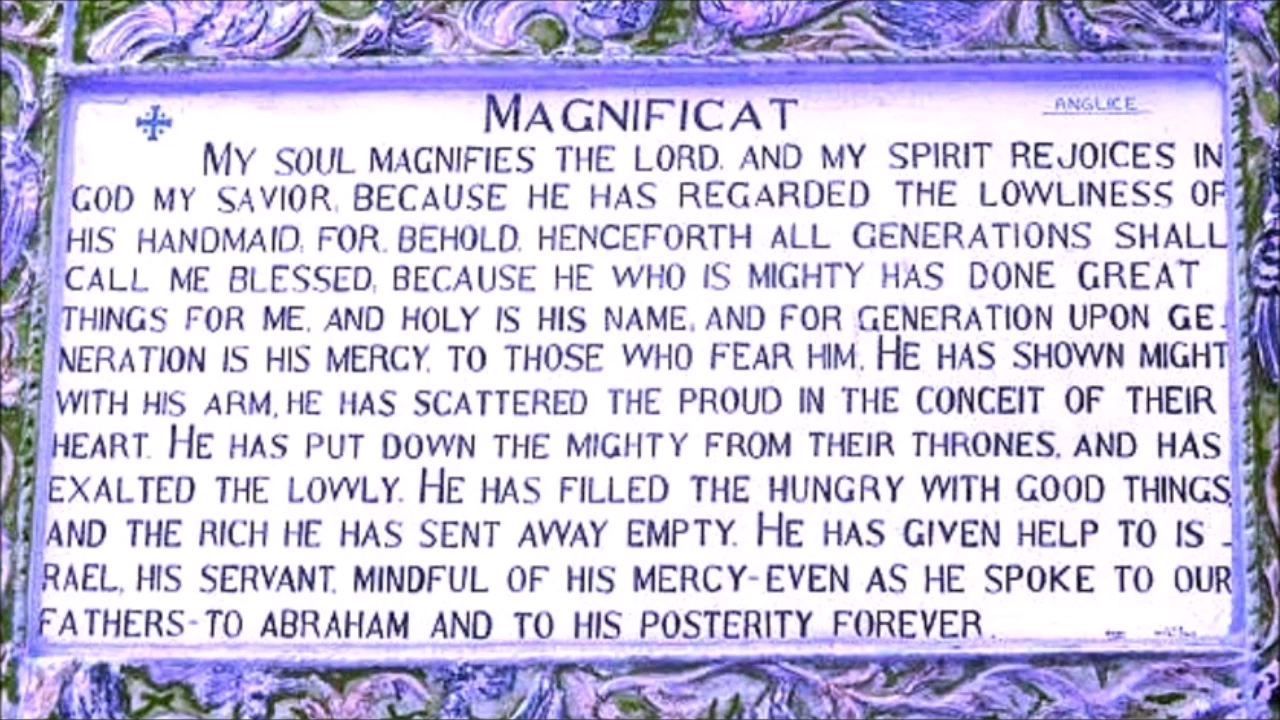 MAGNIFICAT
ANGLICE
MY SOUL MAGNIFIES THE LORD. AND MY SPIRIT REJOICES IN
GOD MY SAVIOR, BECAUSE HE HAS REGARDED THE LOWLINESS OF
HIS HANDMAID, FOR, BEHOLD, HENCEFORTH ALL GENERATIONS SHALL
CALL ME BLESSED, BECAUSE HE WHO IS MIGHTY HAS DONE GREAT
THINGS FOR ME, AND HOLY IS HIS NAME, AND FOR GENERATION UPON GE-
NERATION IS HIS MERCY, TO THOSE WHO FEAR HIM. HE HAS SHOWN MIGHT
WITH HIS ARM, HE HAS SCATTERED THE PROUD IN THE CONCEIT OF THEIR
HEART. HE HAS PUT DOWN THE MIGHTY FROM THEIR THRONES, AND HAS
EXALTED THE LOWLY. HE HAS FILLED THE HUNGRY WITH GOOD THINGS,
AND THE RICH HE HAS SENT AWAY EMPTY. HE HAS GIVEN HELP TO IS-
RAEL, HIS SERVANT, MINDFUL OF HIS MERCY-EVEN AS HE SPOKE TO OUR
FATHERS-TO ABRAHAM AND TO HIS POSTERITY FOREVER.